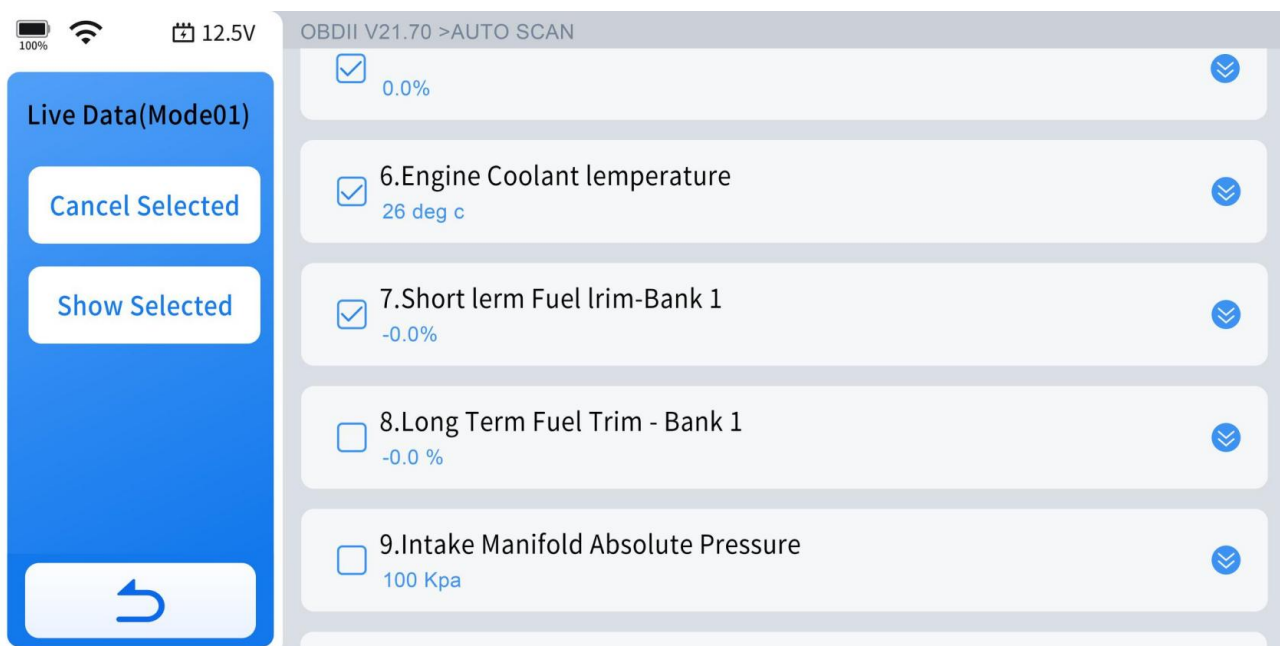 100%
12.5V
OBDII V21.70 >AUTO SCAN
Live Data(Mode01)
Cancel Selected
Show Selected
0.0%
6.Engine Coolant lemperature
26 deg c
7.Short lerm Fuel lrim-Bank 1
-0.0%
8.Long Term Fuel Trim - Bank 1
-0.0 %
9.Intake Manifold Absolute Pressure
100 Kpa